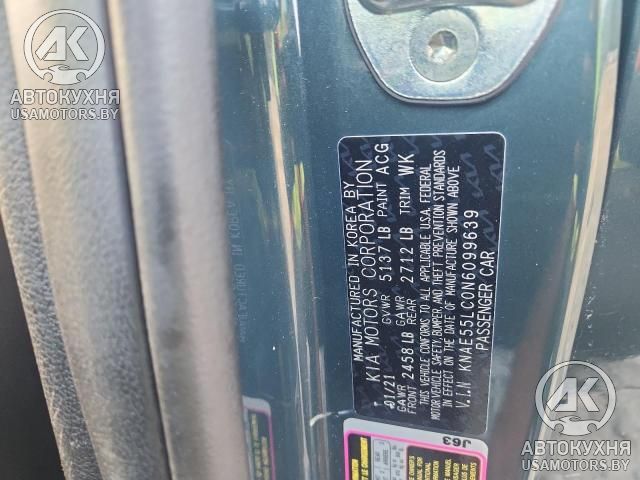 АК
АВТОКУХНЯ
USAMOTORS.BY
MANUFACTURED IN KOREA BY
KIA MOTORS CORPORATION
01/21 GVWR 5137 LB PAINT ACG
GAWR GAWR
FRONT 2458 LB REAR 2712 LB TRIM WK
THIS VEHICLE CONFORMS TO ALL APPLICABLE U.S.A. FEDERAL
MOTOR VEHICLE SAFETY, BUMPER, AND THEFT PREVENTION STANDARDS
IN EFFECT ON THE DATE OF MANUFACTURE SHOWN ABOVE
V.I.N KNAE55LC0N6099639
PASSENGER CAR
J63
АК
АВТОКУХНЯ
USAMOTORS.BY